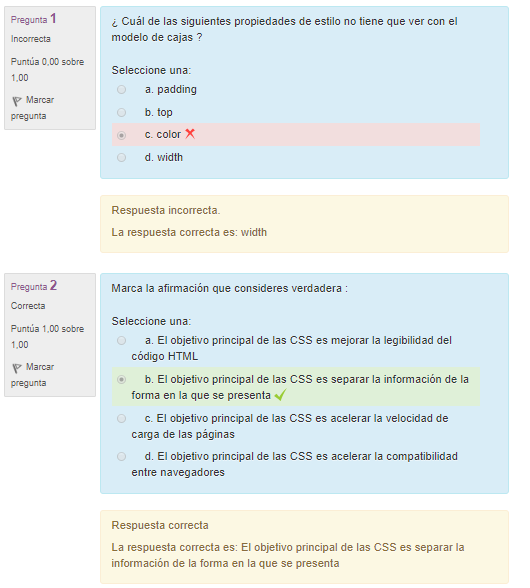 Pregunta 1
Incorrecta
Puntúa 0,00 sobre
1,00
Marcar
pregunta
¿ Cuál de las siguientes propiedades de estilo no tiene que ver con el
modelo de cajas ?
Seleccione una:
a. padding
b. top
c. color
d. width
Respuesta incorrecta.
La respuesta correcta es: width
Pregunta 2
Correcta
Puntúa 1,00 sobre
1,00
Marcar
pregunta
Marca la afirmación que consideres verdadera :
Seleccione una:
a. El objetivo principal de las CSS es mejorar la legibilidad del
código HTML
b. El objetivo principal de las CSS es separar la información de la
forma en la que se presenta
c. El objetivo principal de las CSS es acelerar la velocidad de
carga de las páginas
d. El objetivo principal de las CSS es acelerar la compatibilidad
entre navegadores
Respuesta correcta
La respuesta correcta es: El objetivo principal de las CSS es separar la
información de la forma en la que se presenta